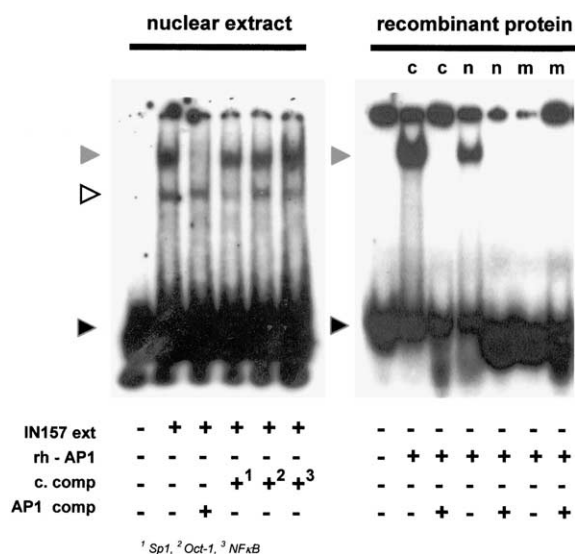 nuclear extract recombinant protein
c c n n m m
IN157 ext - + + + + + - - - - - - -
rh - AP1 - - - - - - - + + + + + +
c. comp - - - +1 +2 +3 - - - - - - -
AP1 comp - - + - - - - - + - + - +
1 Sp1, 2 Oct-1, 3 NFκB